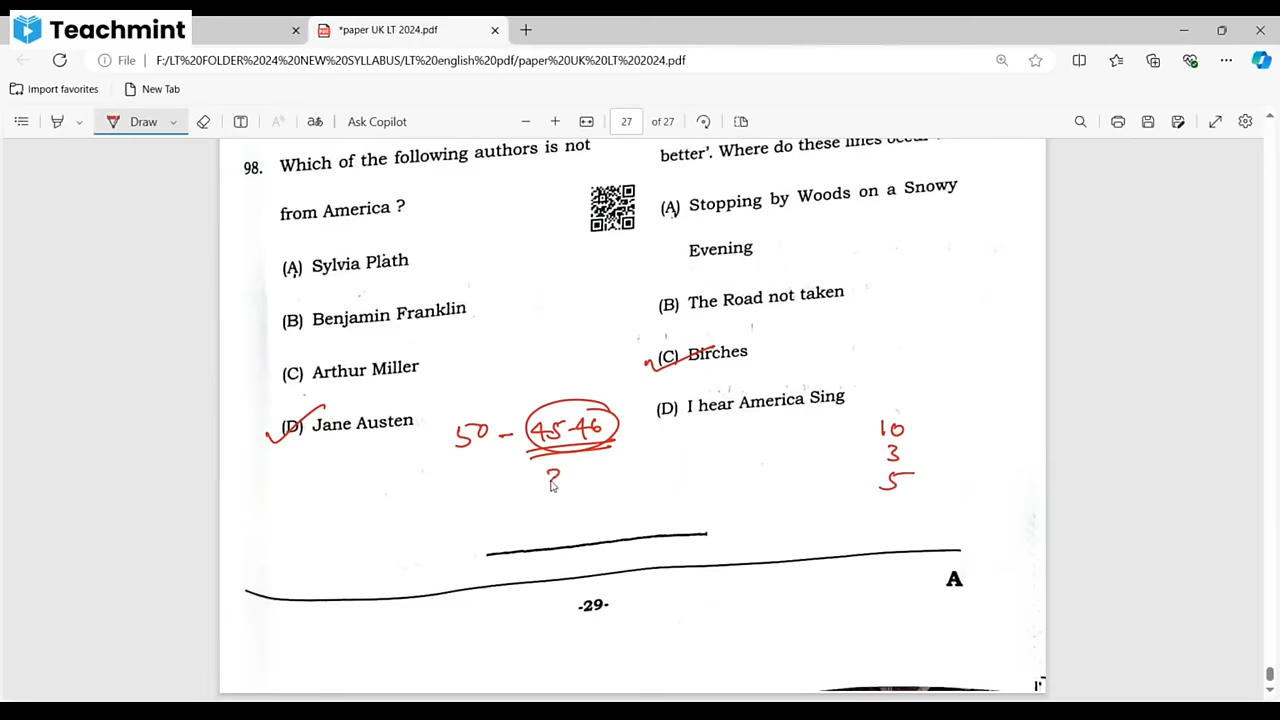 Teachmint
*paper UK LT 2024.pdf
File F:/LT%20FOLDER%2024%20NEW%20SYLLABUS/LT%20english%20pdf/paper%20UK%20LT%202024.pdf
Import favorites New Tab
Draw Ask Copilot 27 of 27
98. Which of the following authors is not
from America ?
(A) Sylvia Plath
(B) Benjamin Franklin
(C) Arthur Miller
(D) Jane Austen
50 - 45-46
?
better'. Where do these lines occur
(A) Stopping by Woods on a Snowy
Evening
(B) The Road not taken
(C) Birches
(D) I hear America Sing
10
3
5
A
-29-